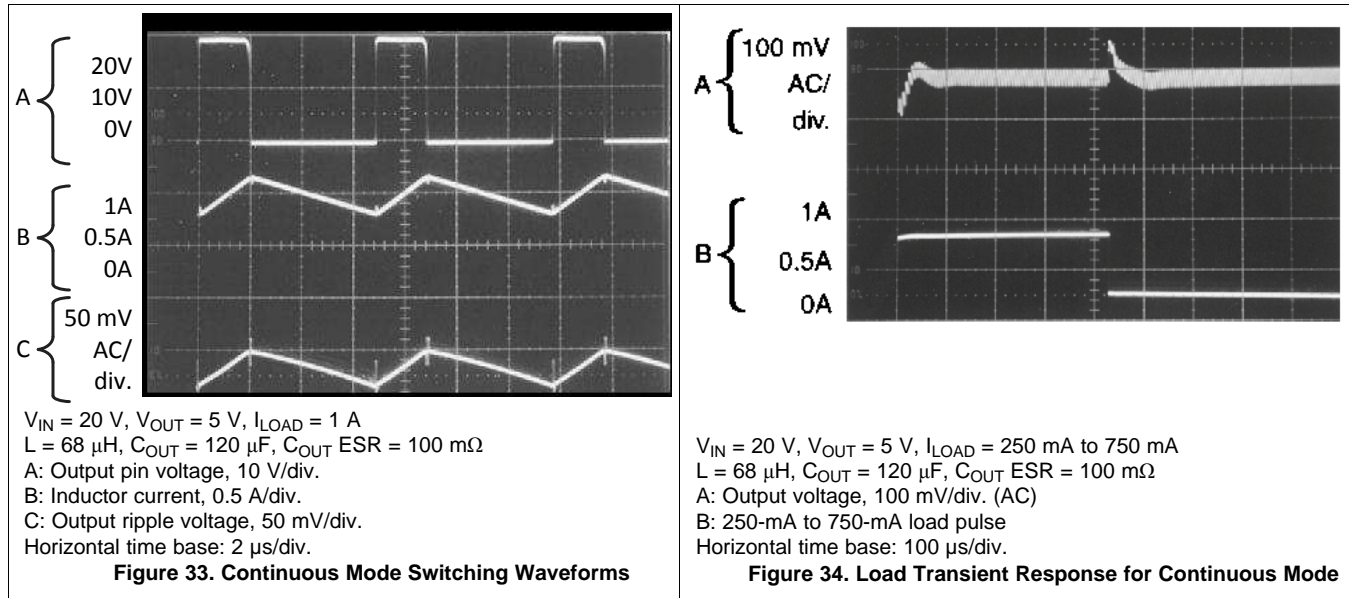 A
20V
10V
0V
B
1A
0.5A
0A
C
50 mV
AC/
div.
V_IN = 20 V, V_OUT = 5 V, I_LOAD = 1 A
L = 68 μH, C_OUT = 120 μF, C_OUT ESR = 100 mΩ
A: Output pin voltage, 10 V/div.
B: Inductor current, 0.5 A/div.
C: Output ripple voltage, 50 mV/div.
Horizontal time base: 2 μs/div.
Figure 33. Continuous Mode Switching Waveforms
A
100 mV
AC/
div.
B
1A
0.5A
0A
V_IN = 20 V, V_OUT = 5 V, I_LOAD = 250 mA to 750 mA
L = 68 μH, C_OUT = 120 μF, C_OUT ESR = 100 mΩ
A: Output voltage, 100 mV/div. (AC)
B: 250-mA to 750-mA load pulse
Horizontal time base: 100 μs/div.
Figure 34. Load Transient Response for Continuous Mode